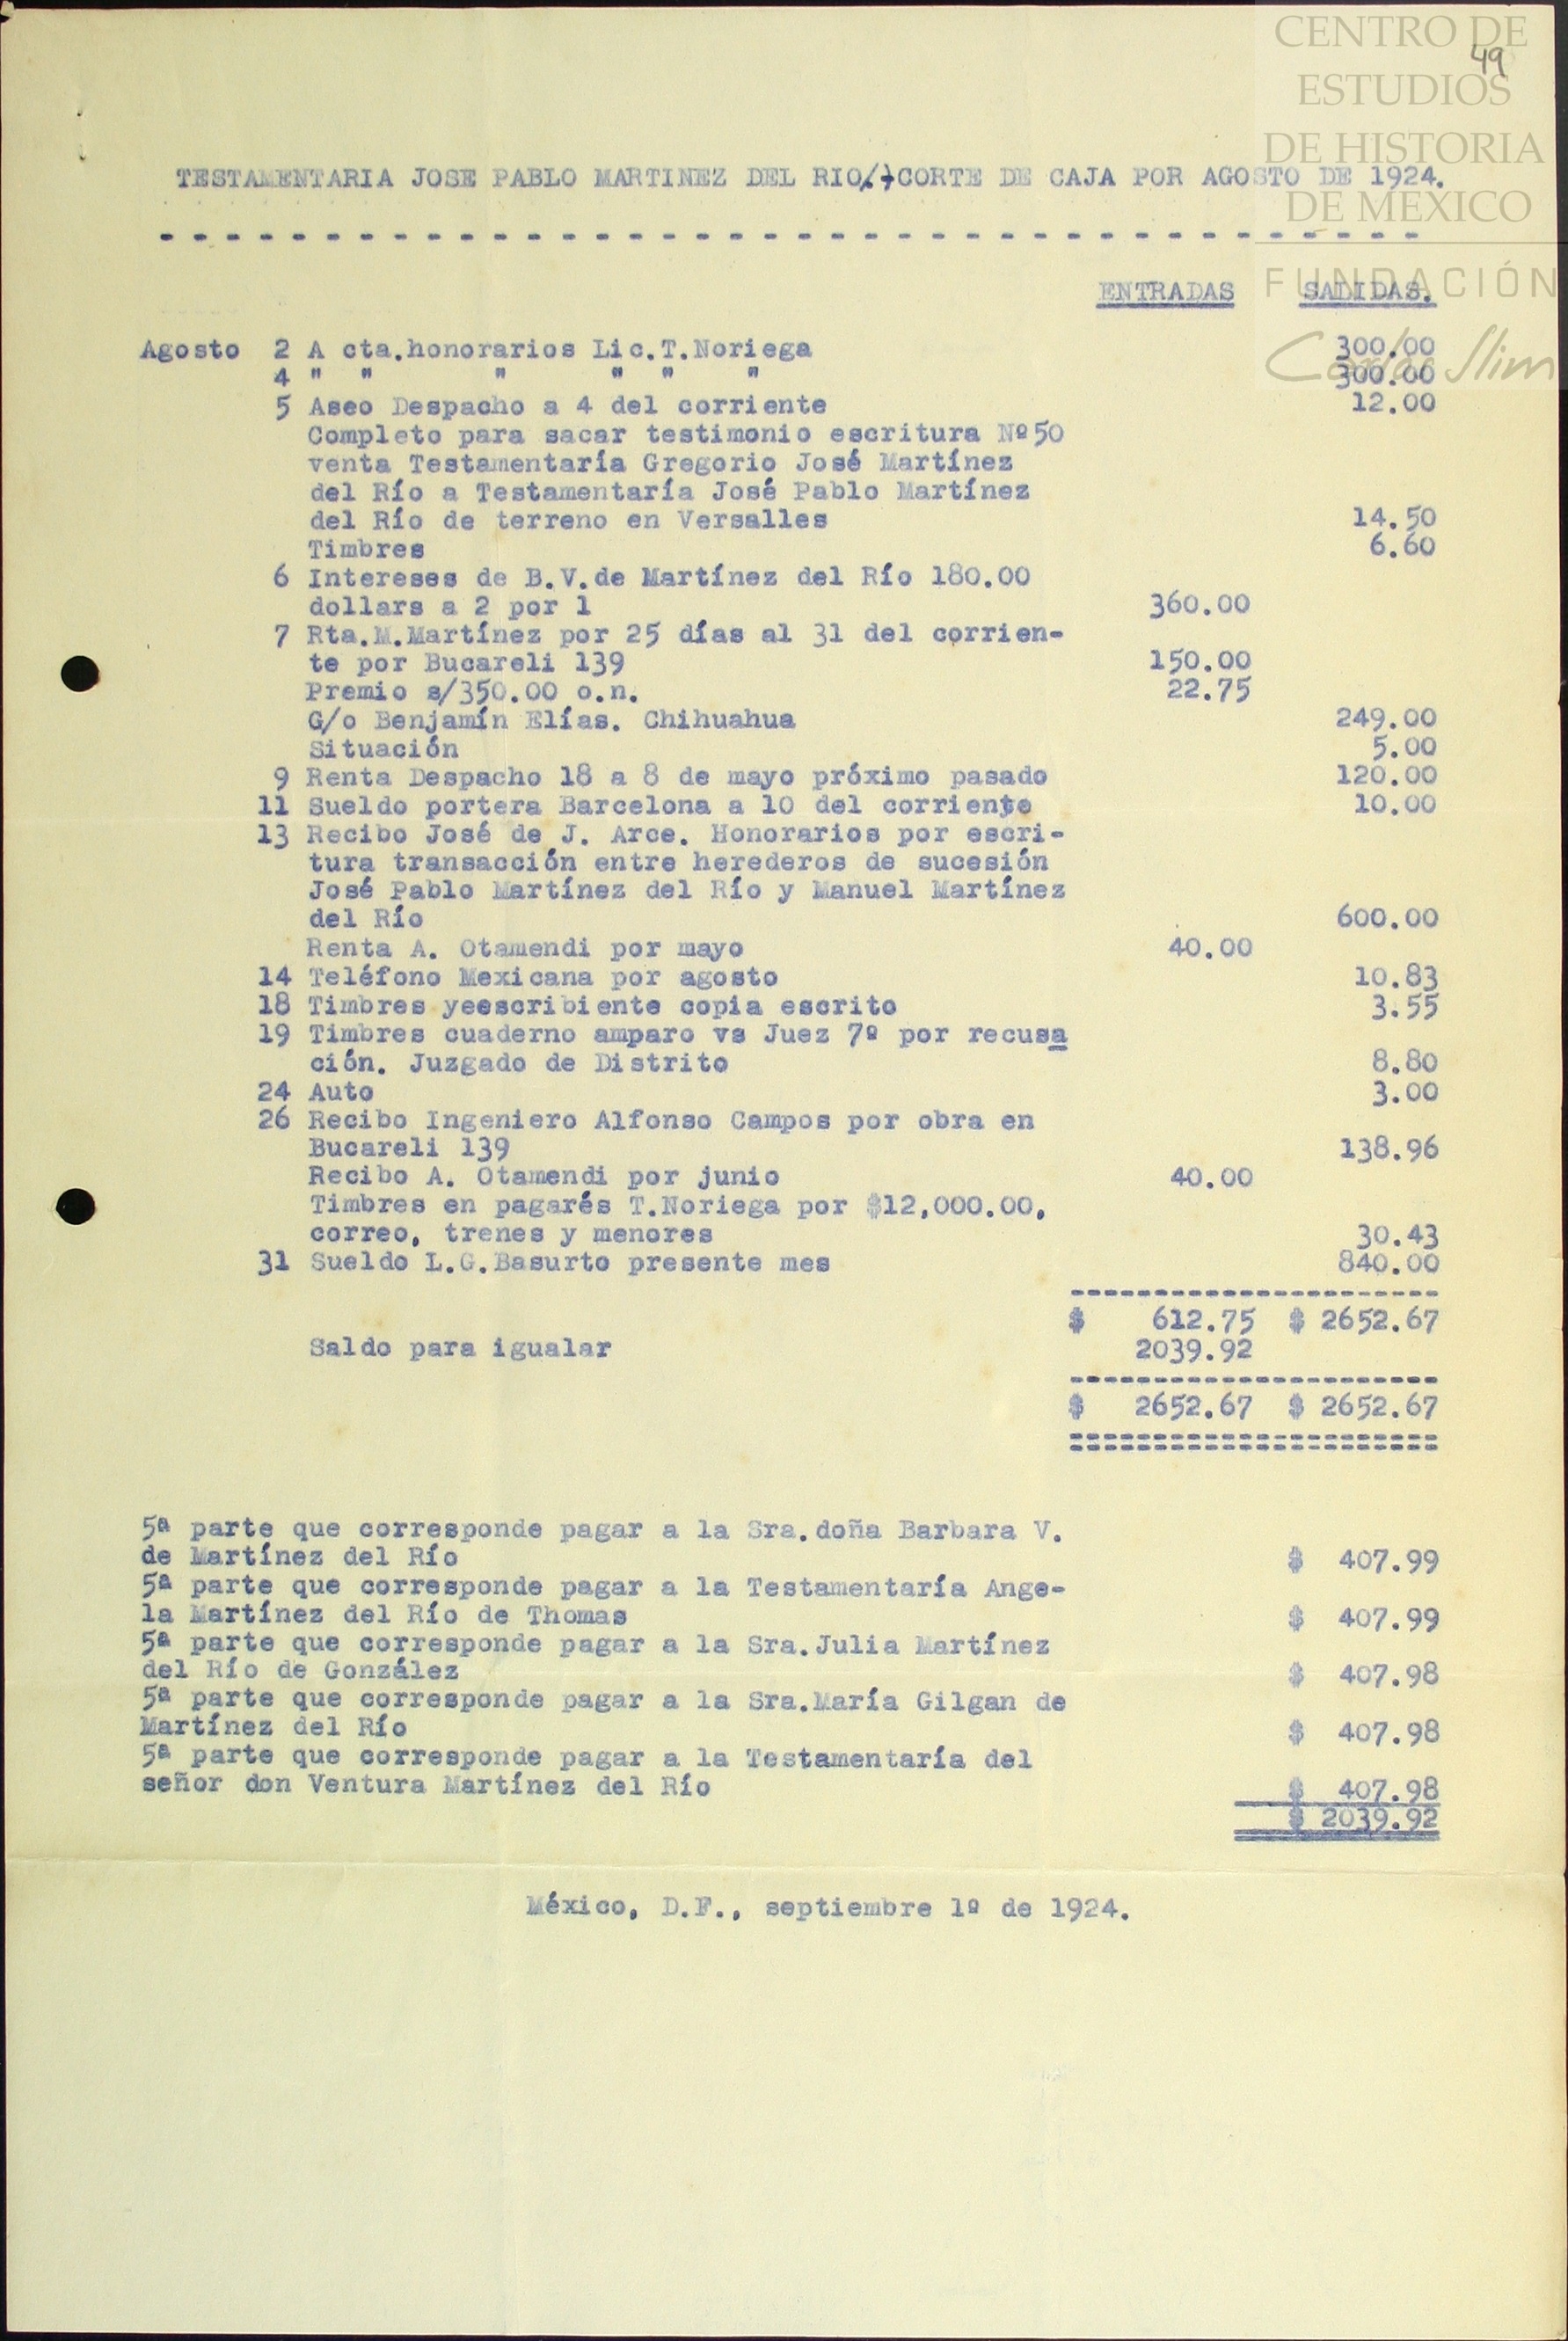 CENTRO DE
49
ESTUDIOS
DE HISTORIA
DE MÉXICO
FUNDACIÓN
Carlos Slim
TESTAMENTARIA JOSE PABLO MARTINEZ DEL RIO./-CORTE DE CAJA POR AGOSTO DE 1924.
ENTRADAS SADIDAS.
Agosto 2 A cta.honorarios Lic.T.Noriega 300.00
4 " " " " " " 300.00
5 Aseo Despacho a 4 del corriente 12.00
Completo para sacar testimonio escritura Nº50
venta Testamentaría Gregorio José Martínez
del Río a Testamentaría José Pablo Martínez
del Río de terreno en Versalles 14.50
Timbres 6.60
6 Intereses de B.V.de Martínez del Río 180.00
dollars a 2 por 1 360.00
7 Rta.M.Martínez por 25 días al 31 del corrien-
te por Bucareli 139 150.00
Premio s/350.00 o.n. 22.75
G/o Benjamín Elías. Chihuahua 249.00
Situación 5.00
9 Renta Despacho 18 a 8 de mayo próximo pasado 120.00
11 Sueldo portera Barcelona a 10 del corriente 10.00
13 Recibo José de J. Arce. Honorarios por escri-
tura transacción entre herederos de sucesión
José Pablo Martínez del Río y Manuel Martínez
del Río 600.00
Renta A. Otamendi por mayo 40.00
14 Teléfono Mexicana por agosto 10.83
18 Timbres yeescribiente copia escrito 3.55
19 Timbres cuaderno amparo vs Juez 7º por recusa
ción. Juzgado de Distrito 8.80
24 Auto 3.00
26 Recibo Ingeniero Alfonso Campos por obra en
Bucareli 139 138.96
Recibo A. Otamendi por junio 40.00
Timbres en pagarés T.Noriega por $12,000.00,
correo, trenes y menores 30.43
31 Sueldo L.G.Basurto presente mes 840.00
$ 612.75 $ 2652.67
Saldo para igualar 2039.92
$ 2652.67 $ 2652.67
5ª parte que corresponde pagar a la Sra.doña Barbara V.
de Martínez del Río $ 407.99
5ª parte que corresponde pagar a la Testamentaría Ange-
la Martínez del Río de Thomas $ 407.99
5ª parte que corresponde pagar a la Sra.Julia Martínez
del Río de González $ 407.98
5ª parte que corresponde pagar a la Sra.María Gilgan de
Martínez del Río $ 407.98
5ª parte que corresponde pagar a la Testamentaría del
señor don Ventura Martínez del Río $ 407.98
$ 2039.92
México, D.F., septiembre 1º de 1924.